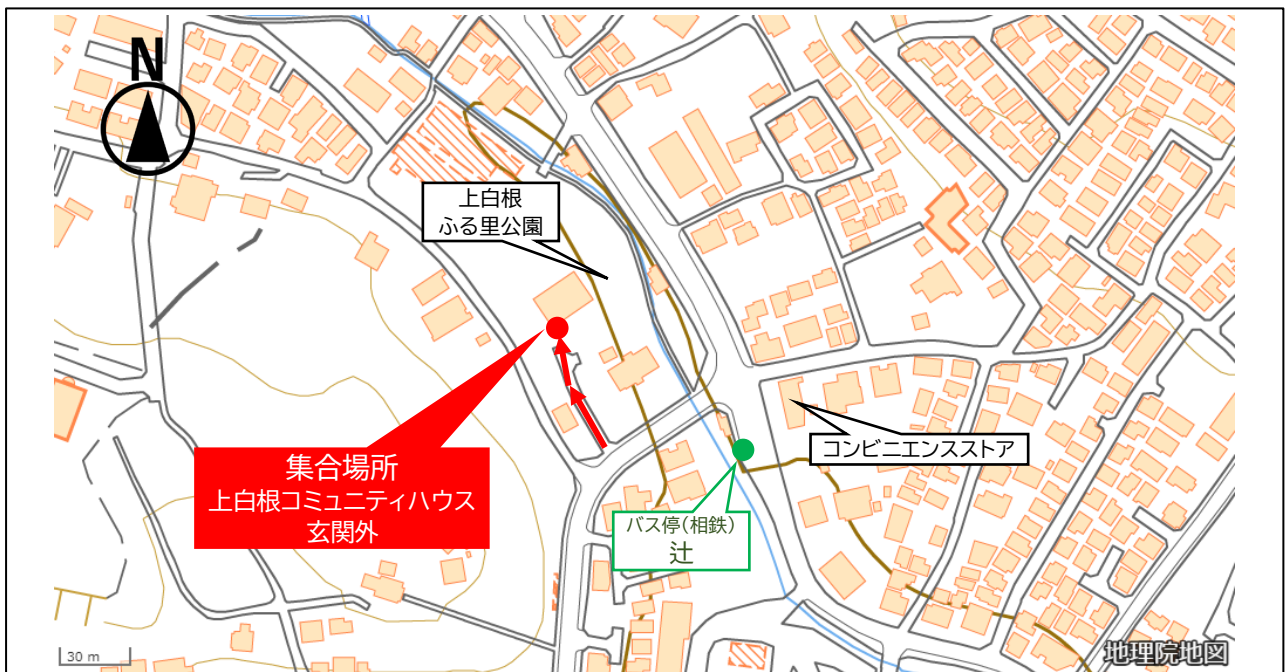 N
上白根
ふる里公園
コンビニエンスストア
集合場所
上白根コミュニティハウス
玄関外
バス停(相鉄)
辻
30 m
地理院地図